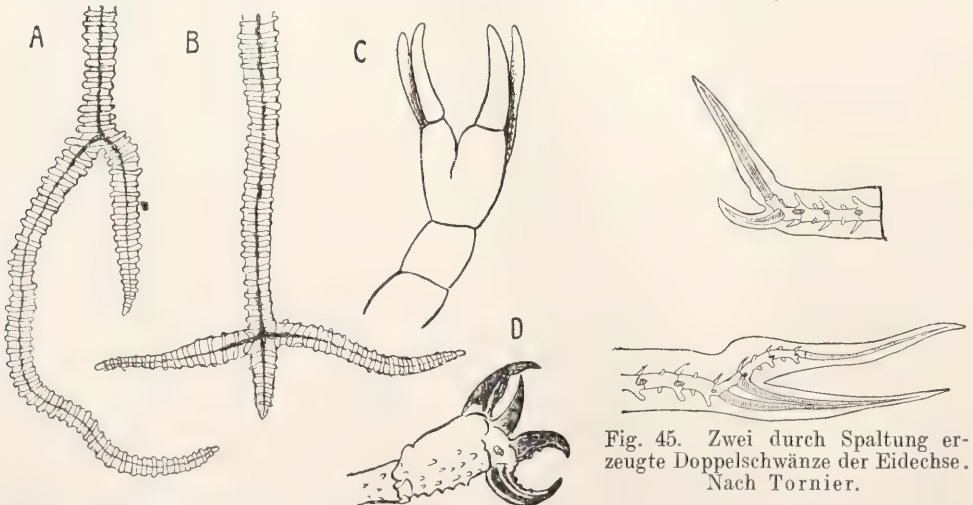 A
B
C
D
Fig. 45. Zwei durch Spaltung er-
zeugte Doppelschwänze der Eidechse.
Nach Tornier.